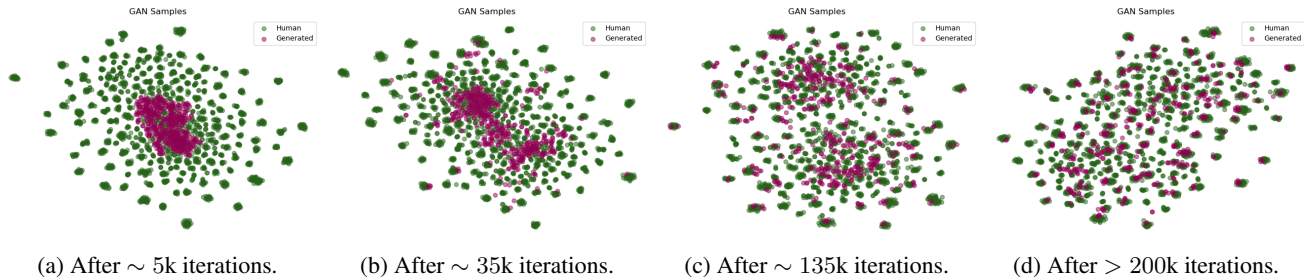 GAN Samples
Human
Generated
GAN Samples
Human
Generated
GAN Samples
Human
Generated
GAN Samples
Human
Generated
(a) After ∼ 5k iterations.
(b) After ∼ 35k iterations.
(c) After ∼ 135k iterations.
(d) After > 200k iterations.